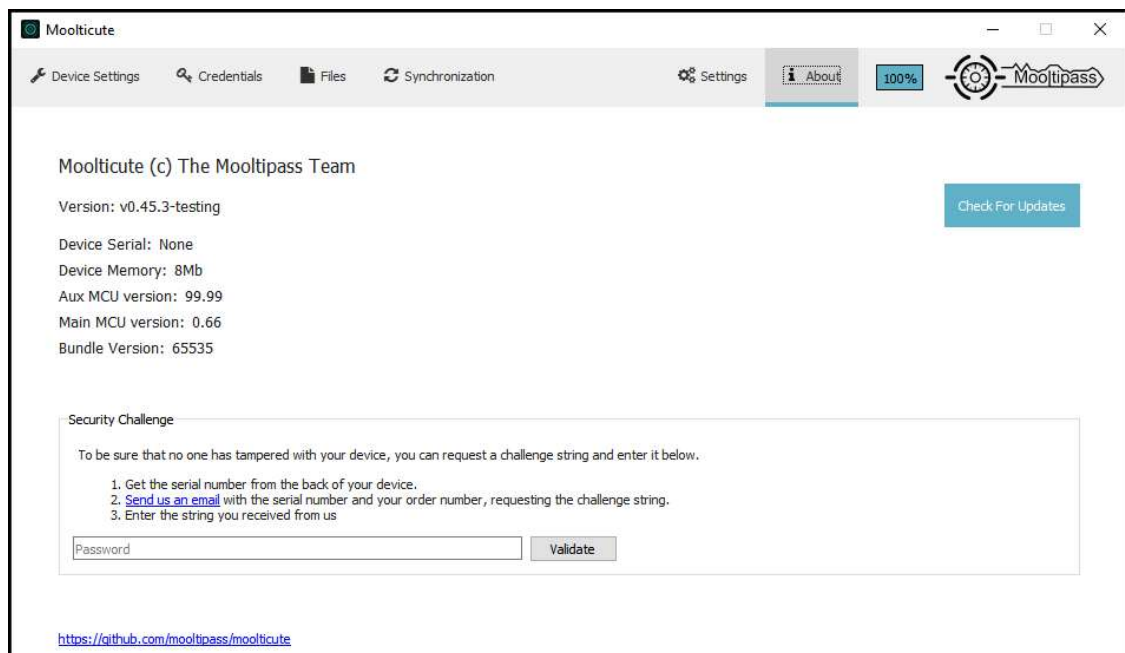 Moolticute
Device Settings
Credentials
Files
Synchronization
Settings
About
100%
Mooltipass
Moolticute (c) The Mooltipass Team
Version: v0.45.3-testing
Check For Updates
Device Serial: None
Device Memory: 8Mb
Aux MCU version: 99.99
Main MCU version: 0.66
Bundle Version: 65535
Security Challenge
To be sure that no one has tampered with your device, you can request a challenge string and enter it below.
1. Get the serial number from the back of your device.
2. Send us an email with the serial number and your order number, requesting the challenge string.
3. Enter the string you received from us
Password
Validate
https://github.com/mooltipass/moolticute